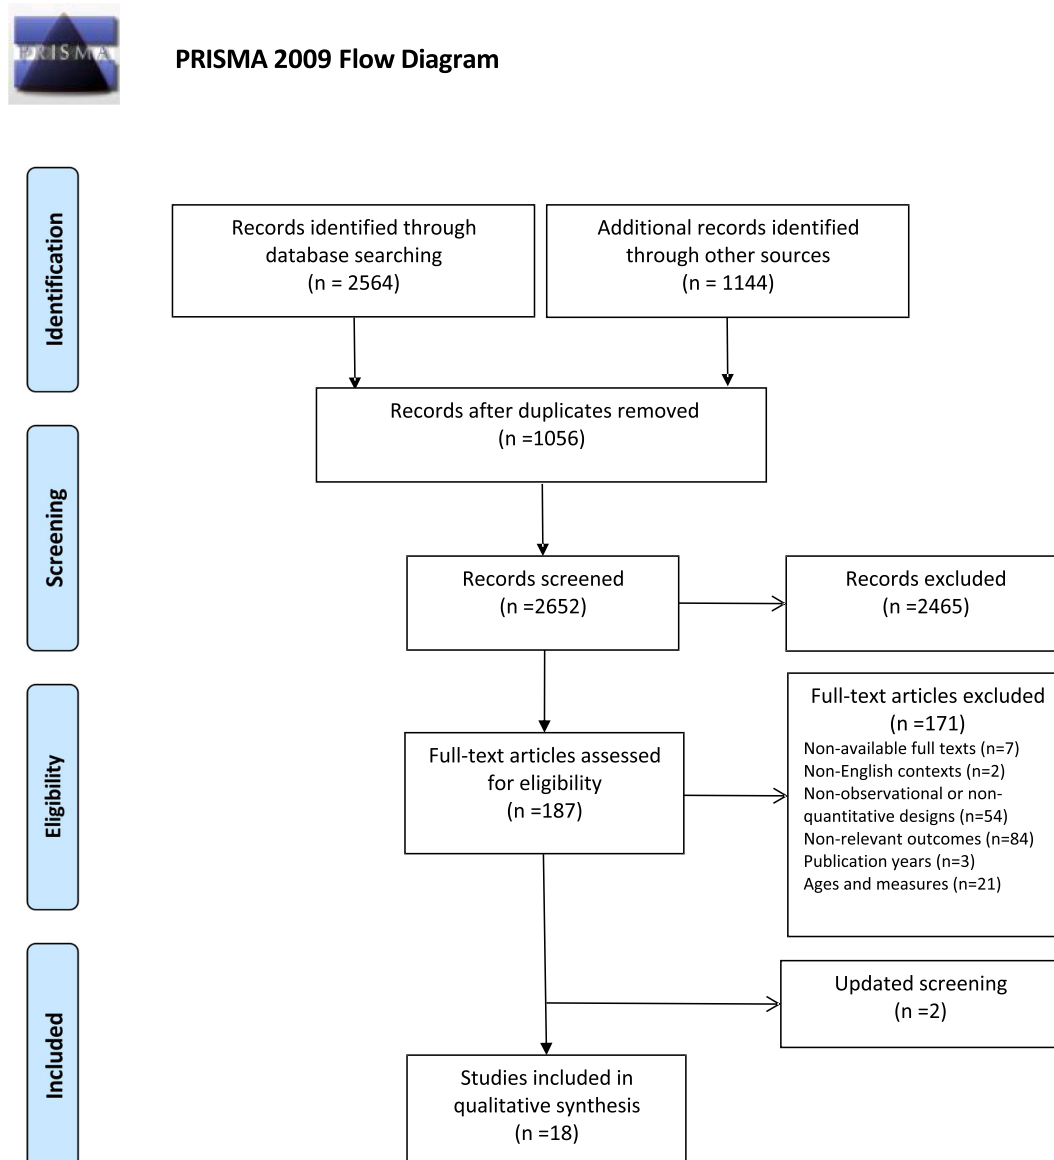 PRISMA
PRISMA 2009 Flow Diagram
Identification
Records identified through
database searching
(n = 2564)
Additional records identified
through other sources
(n = 1144)
Records after duplicates removed
(n =1056)
Screening
Records screened
(n =2652)
Records excluded
(n =2465)
Eligibility
Full-text articles assessed
for eligibility
(n =187)
Full-text articles excluded
(n =171)
Non-available full texts (n=7)
Non-English contexts (n=2)
Non-observational or non-
quantitative designs (n=54)
Non-relevant outcomes (n=84)
Publication years (n=3)
Ages and measures (n=21)
Included
Updated screening
(n =2)
Studies included in
qualitative synthesis
(n =18)